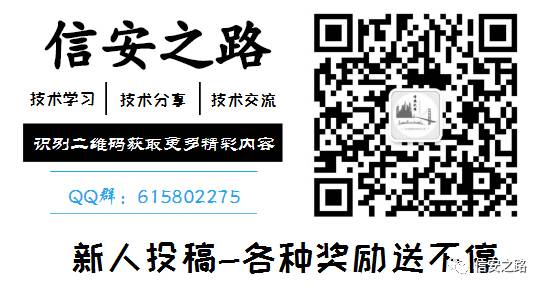 信安之路
技术学习 | 技术分享 | 技术交流
识别二维码获取更多精彩内容
QQ群：615802275
新人投稿-各种奖励送不停
信安之路